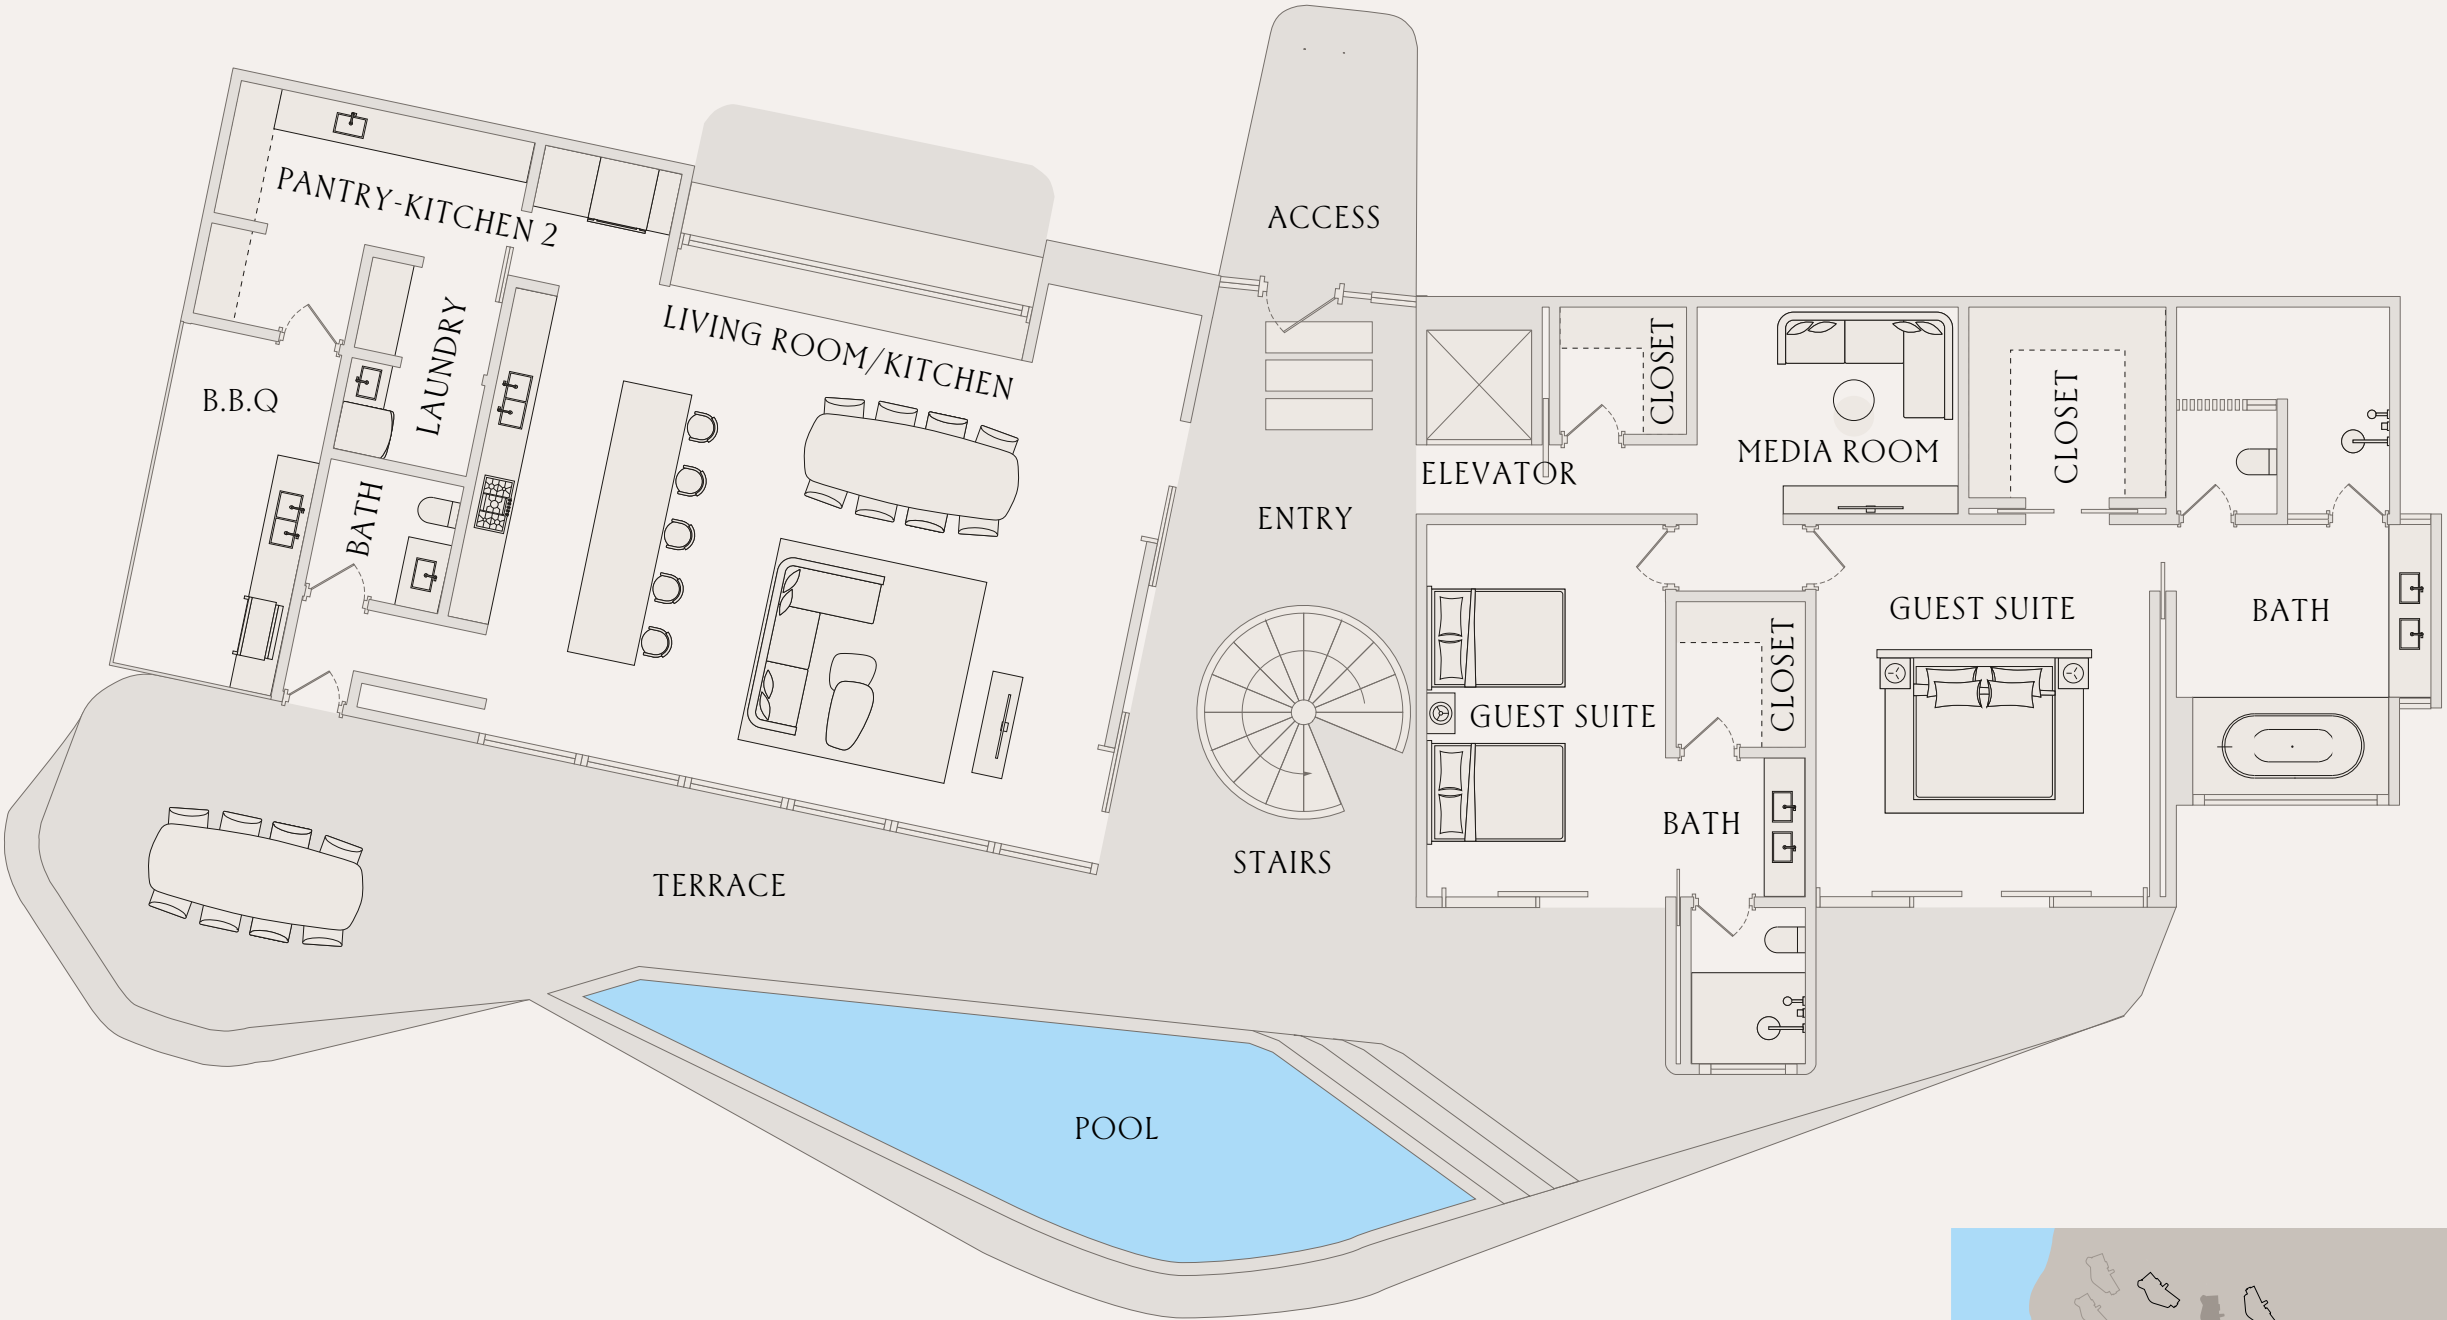 ACCESS
PANTRY-KITCHEN 2
LIVING ROOM/KITCHEN
LAUNDRY
B.B.Q
BATH
CLOSET
MEDIA ROOM
CLOSET
ELEVATOR
ENTRY
GUEST SUITE
BATH
CLOSET
GUEST SUITE
BATH
STAIRS
TERRACE
POOL